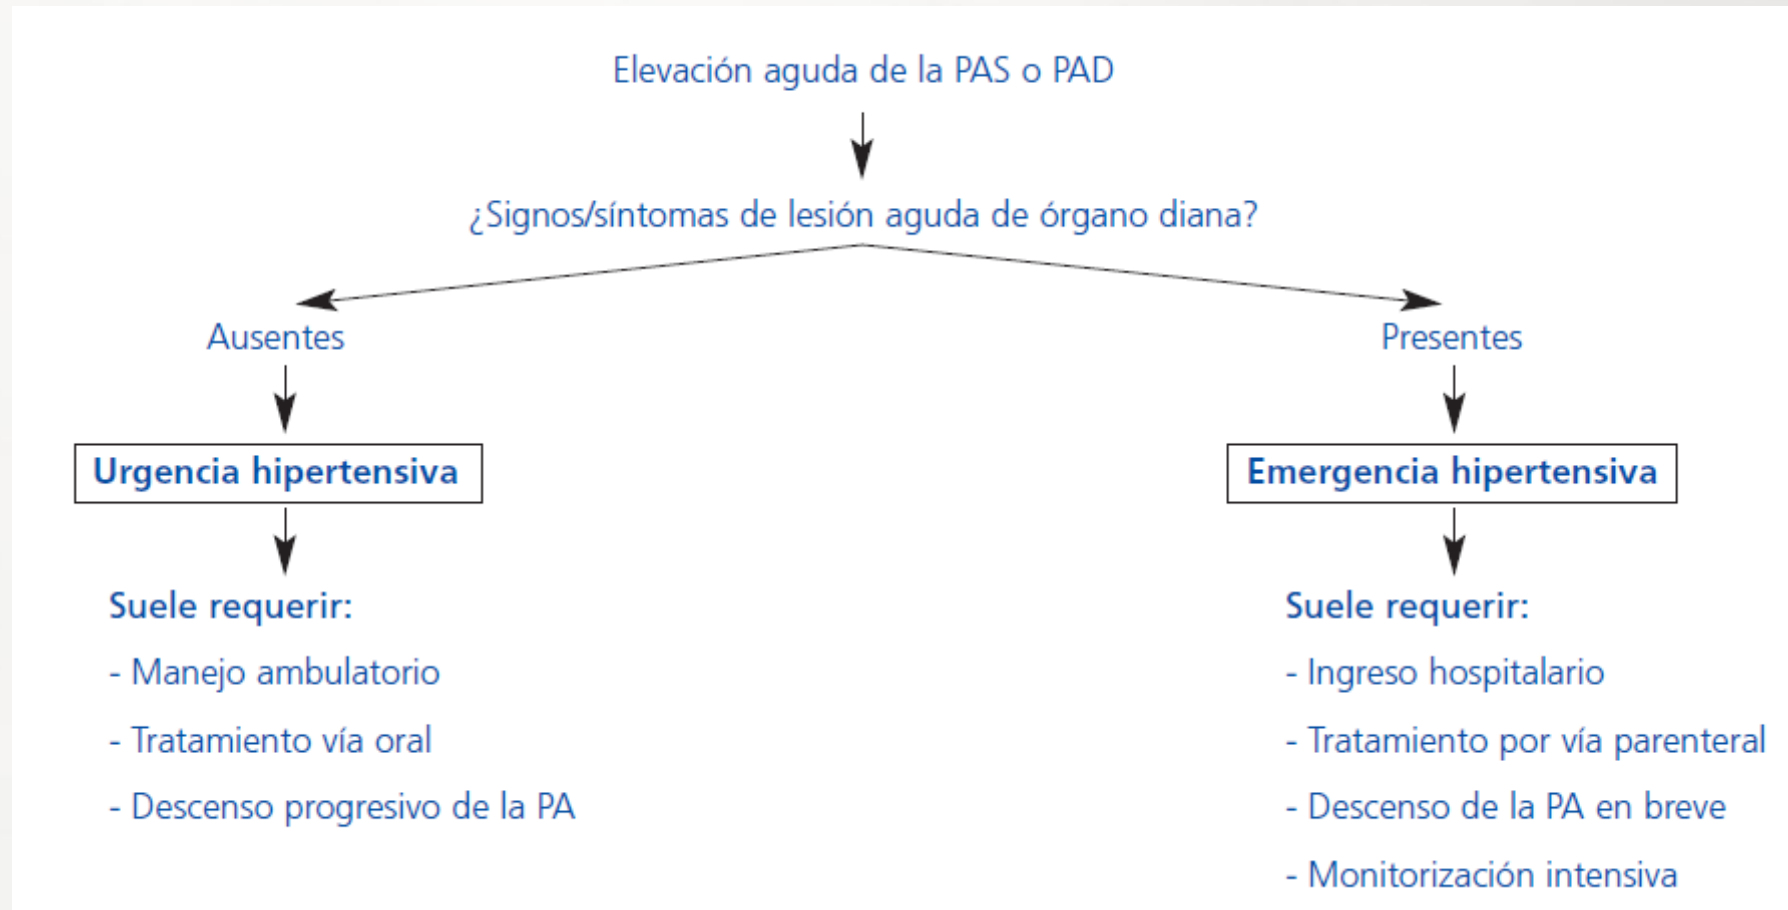 Elevación aguda de la PAS o PAD
¿Signos/síntomas de lesión aguda de órgano diana?
Ausentes
Presentes
Urgencia hipertensiva
Emergencia hipertensiva
Suele requerir:
- Manejo ambulatorio
- Tratamiento vía oral
- Descenso progresivo de la PA
Suele requerir:
- Ingreso hospitalario
- Tratamiento por vía parenteral
- Descenso de la PA en breve
- Monitorización intensiva